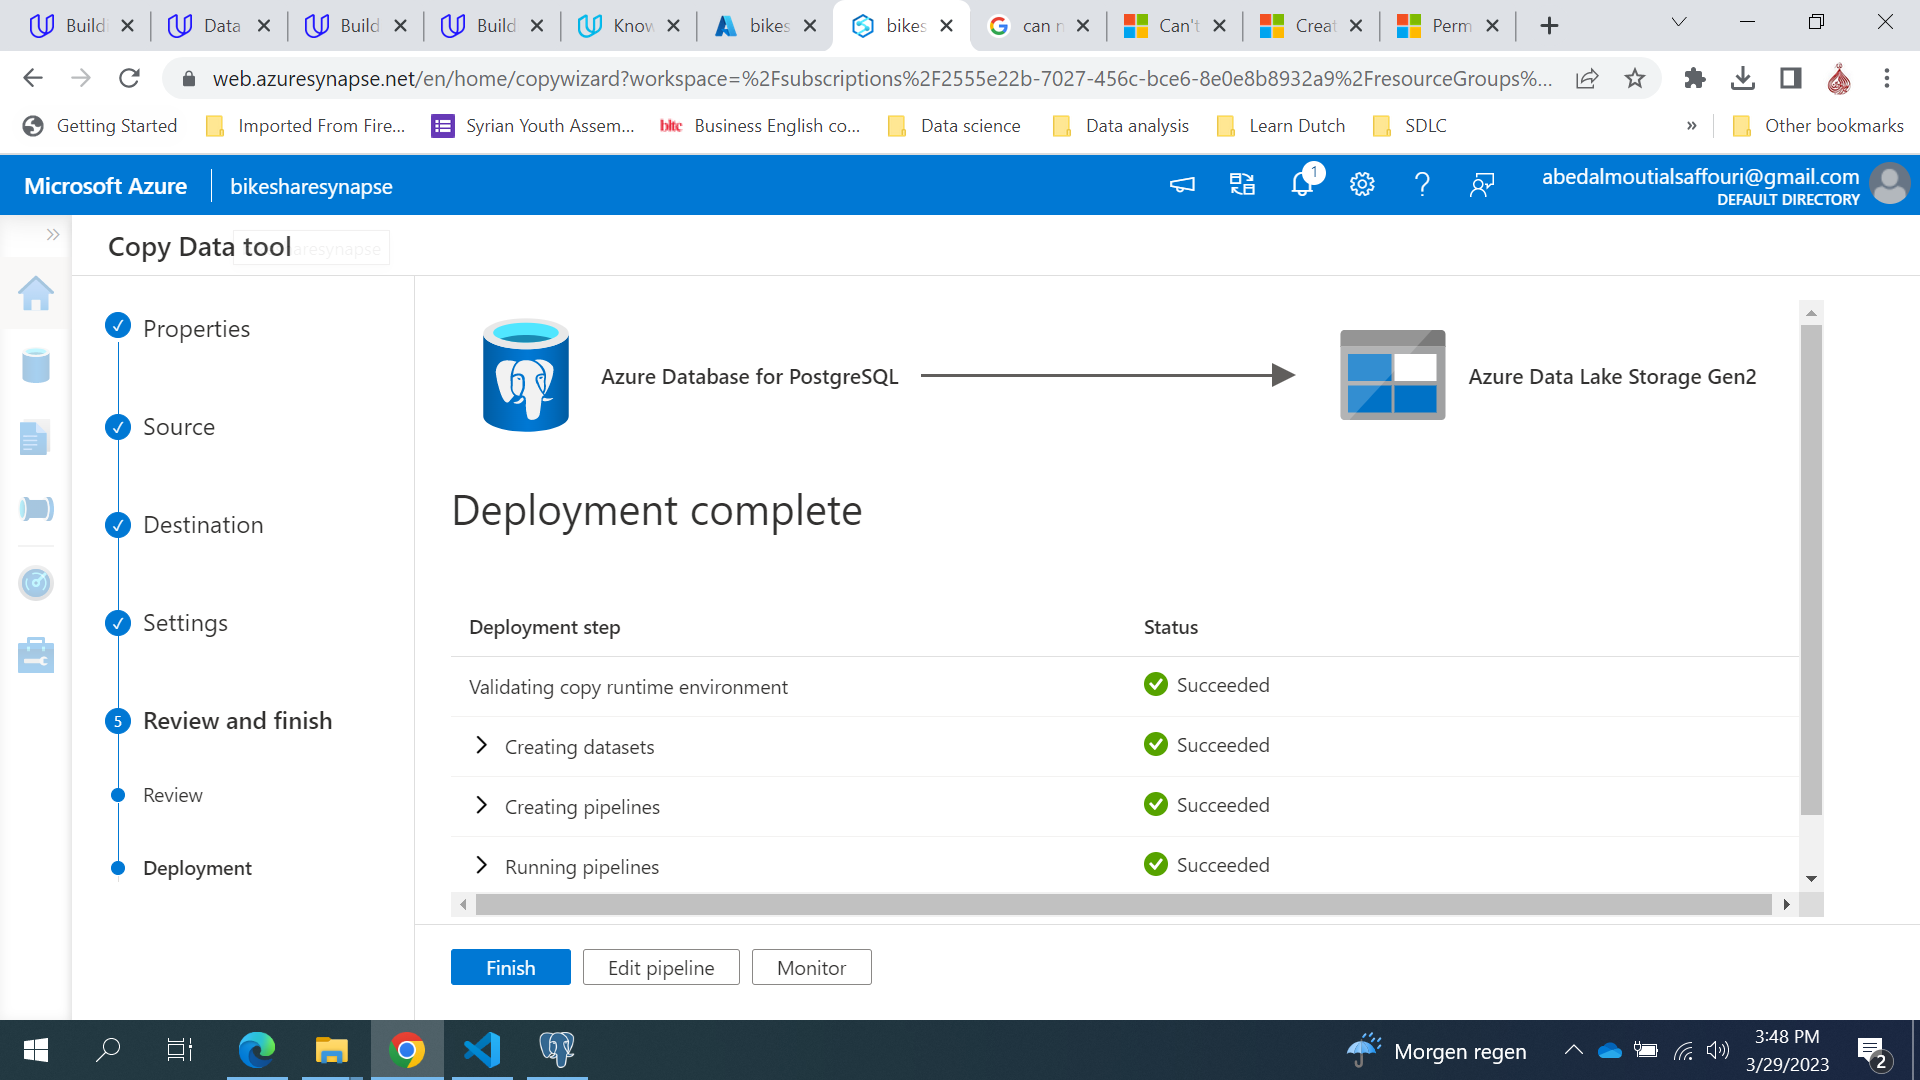 Buildi
Data
Build
Build
Know
bikes
bikes
can n
Can't
Creat
Perm
web.azuresynapse.net/en/home/copywizard?workspace=%2Fsubscriptions%2F2555e22b-7027-456c-bce6-8e0e8b8932a9%2FresourceGroups%...
Getting Started
Imported From Fire...
Syrian Youth Assem...
bitc
Business English co...
Data science
Data analysis
Learn Dutch
SDLC
»
Other bookmarks
Microsoft Azure
bikesharesynapse
1
abedalmoutialsaffouri@gmail.com
DEFAULT DIRECTORY
Copy Data tool
Properties
Source
Destination
Settings
5
Review and finish
Review
Deployment
Azure Database for PostgreSQL
Azure Data Lake Storage Gen2
Deployment complete
Deployment step
Status
Validating copy runtime environment
Succeeded
Creating datasets
Succeeded
Creating pipelines
Succeeded
Running pipelines
Succeeded
Finish
Edit pipeline
Monitor
Morgen regen
3:48 PM
3/29/2023
2